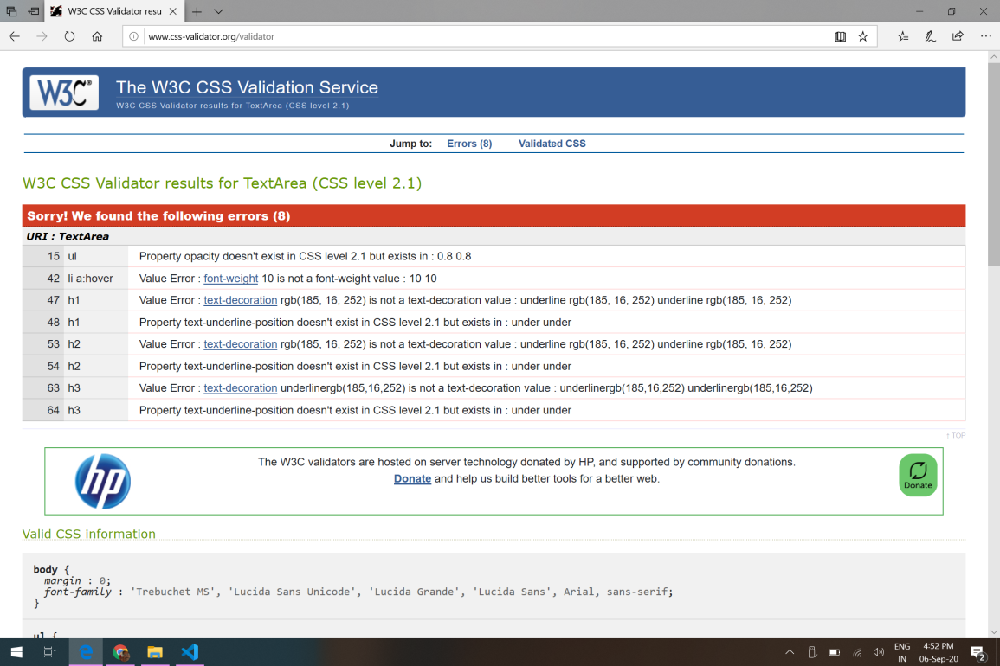 W3C CSS Validator resu
www.css-validator.org/validator
W3C®
The W3C CSS Validation Service
W3C CSS Validator results for TextArea (CSS level 2.1)
Jump to: Errors (8) Validated CSS
W3C CSS Validator results for TextArea (CSS level 2.1)
Sorry! We found the following errors (8)
URI : TextArea
15 ul Property opacity doesn't exist in CSS level 2.1 but exists in : 0.8 0.8
42 li a:hover Value Error : font-weight 10 is not a font-weight value : 10 10
47 h1 Value Error : text-decoration rgb(185, 16, 252) is not a text-decoration value : underline rgb(185, 16, 252) underline rgb(185, 16, 252)
48 h1 Property text-underline-position doesn't exist in CSS level 2.1 but exists in : under under
53 h2 Value Error : text-decoration rgb(185, 16, 252) is not a text-decoration value : underline rgb(185, 16, 252) underline rgb(185, 16, 252)
54 h2 Property text-underline-position doesn't exist in CSS level 2.1 but exists in : under under
63 h3 Value Error : text-decoration underlinergb(185,16,252) is not a text-decoration value : underlinergb(185,16,252) underlinergb(185,16,252)
64 h3 Property text-underline-position doesn't exist in CSS level 2.1 but exists in : under under
↑ TOP
hp
The W3C validators are hosted on server technology donated by HP, and supported by community donations.
Donate and help us build better tools for a better web.
Donate
Valid CSS information
body {
margin : 0;
font-family : 'Trebuchet MS', 'Lucida Sans Unicode', 'Lucida Grande', 'Lucida Sans', Arial, sans-serif;
}
ul {
ENG
IN
4:52 PM
06-Sep-20
2